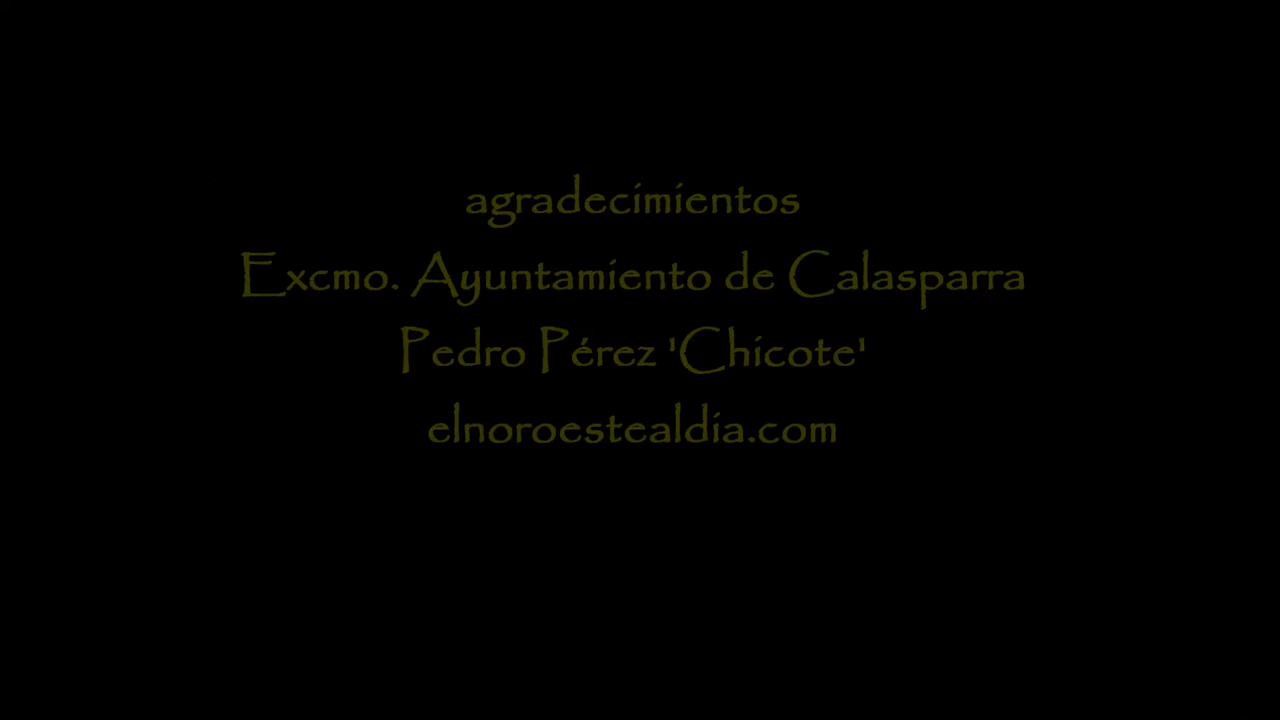 agradecimientos
Excmo. Ayuntamiento de Calasparra
Pedro Pérez 'Chicote'
elnoroestealdia.com